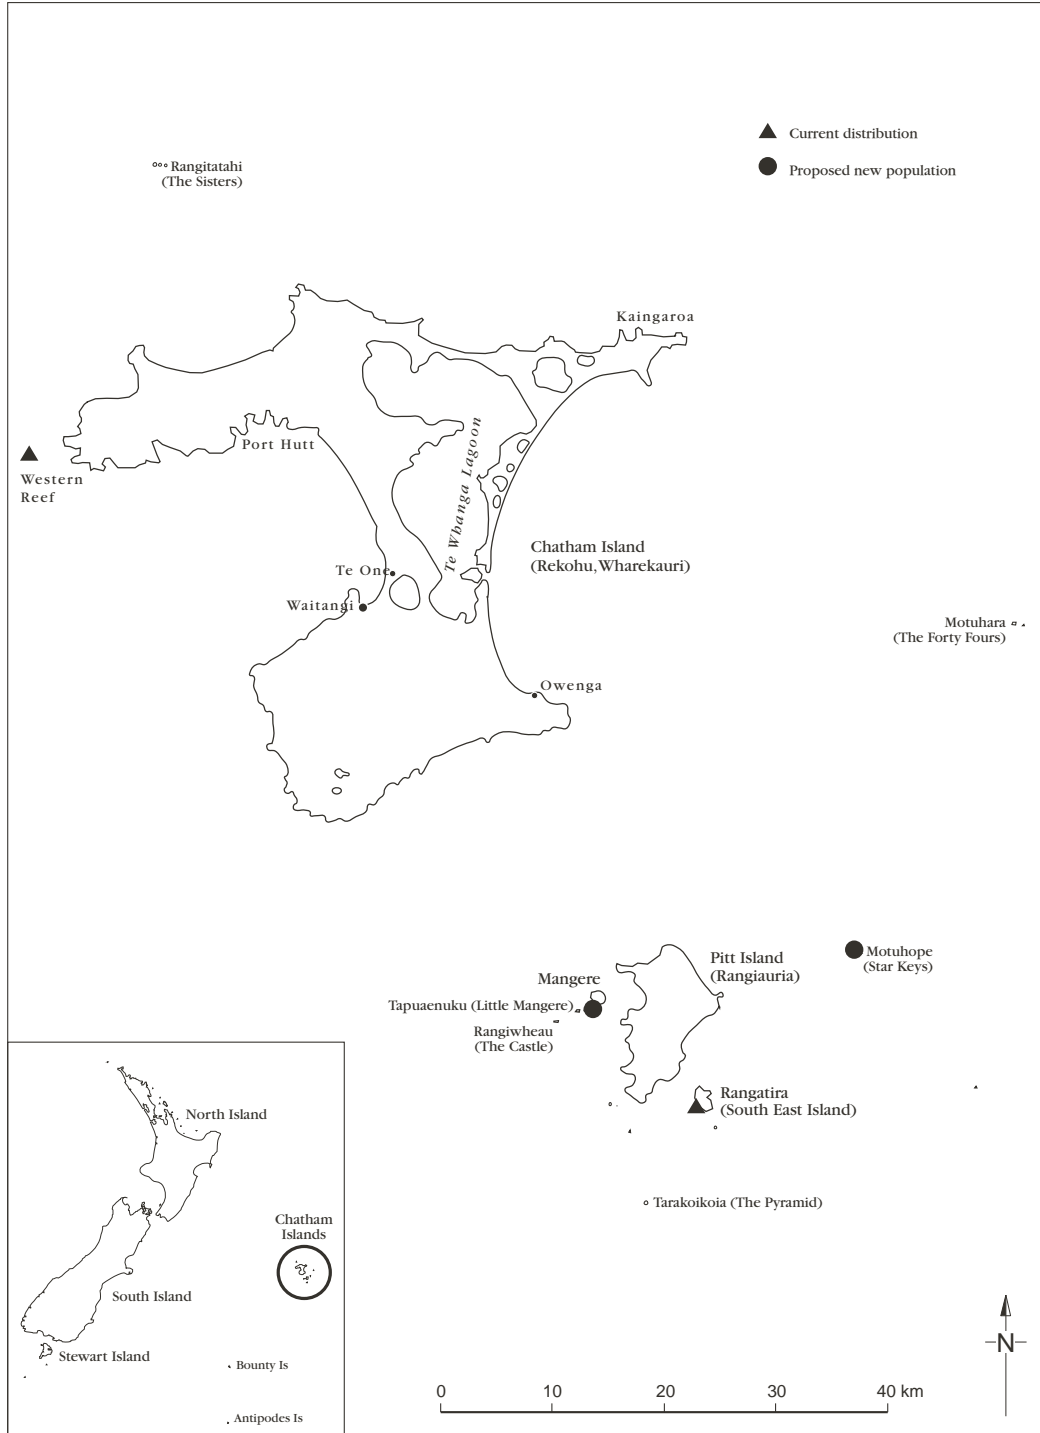 Current distribution
Proposed new population
Rangitatahi
(The Sisters)
Kaingaroa
Port Hutt
Western
Reef
Te Whanga Lagoon
Chatham Island
(Rekohu, Wharekauri)
Te One
Waitangi
Motuhara
(The Forty Fours)
Owenga
Motuhope
(Star Keys)
Pitt Island
(Rangiauria)
Mangere
Tapuaenuku (Little Mangere)
Rangiwheau
(The Castle)
Rangatira
(South East Island)
Tarakoikoia (The Pyramid)
North Island
Chatham
Islands
South Island
Stewart Island
Bounty Is
Antipodes Is
N
0 10 20 30 40 km